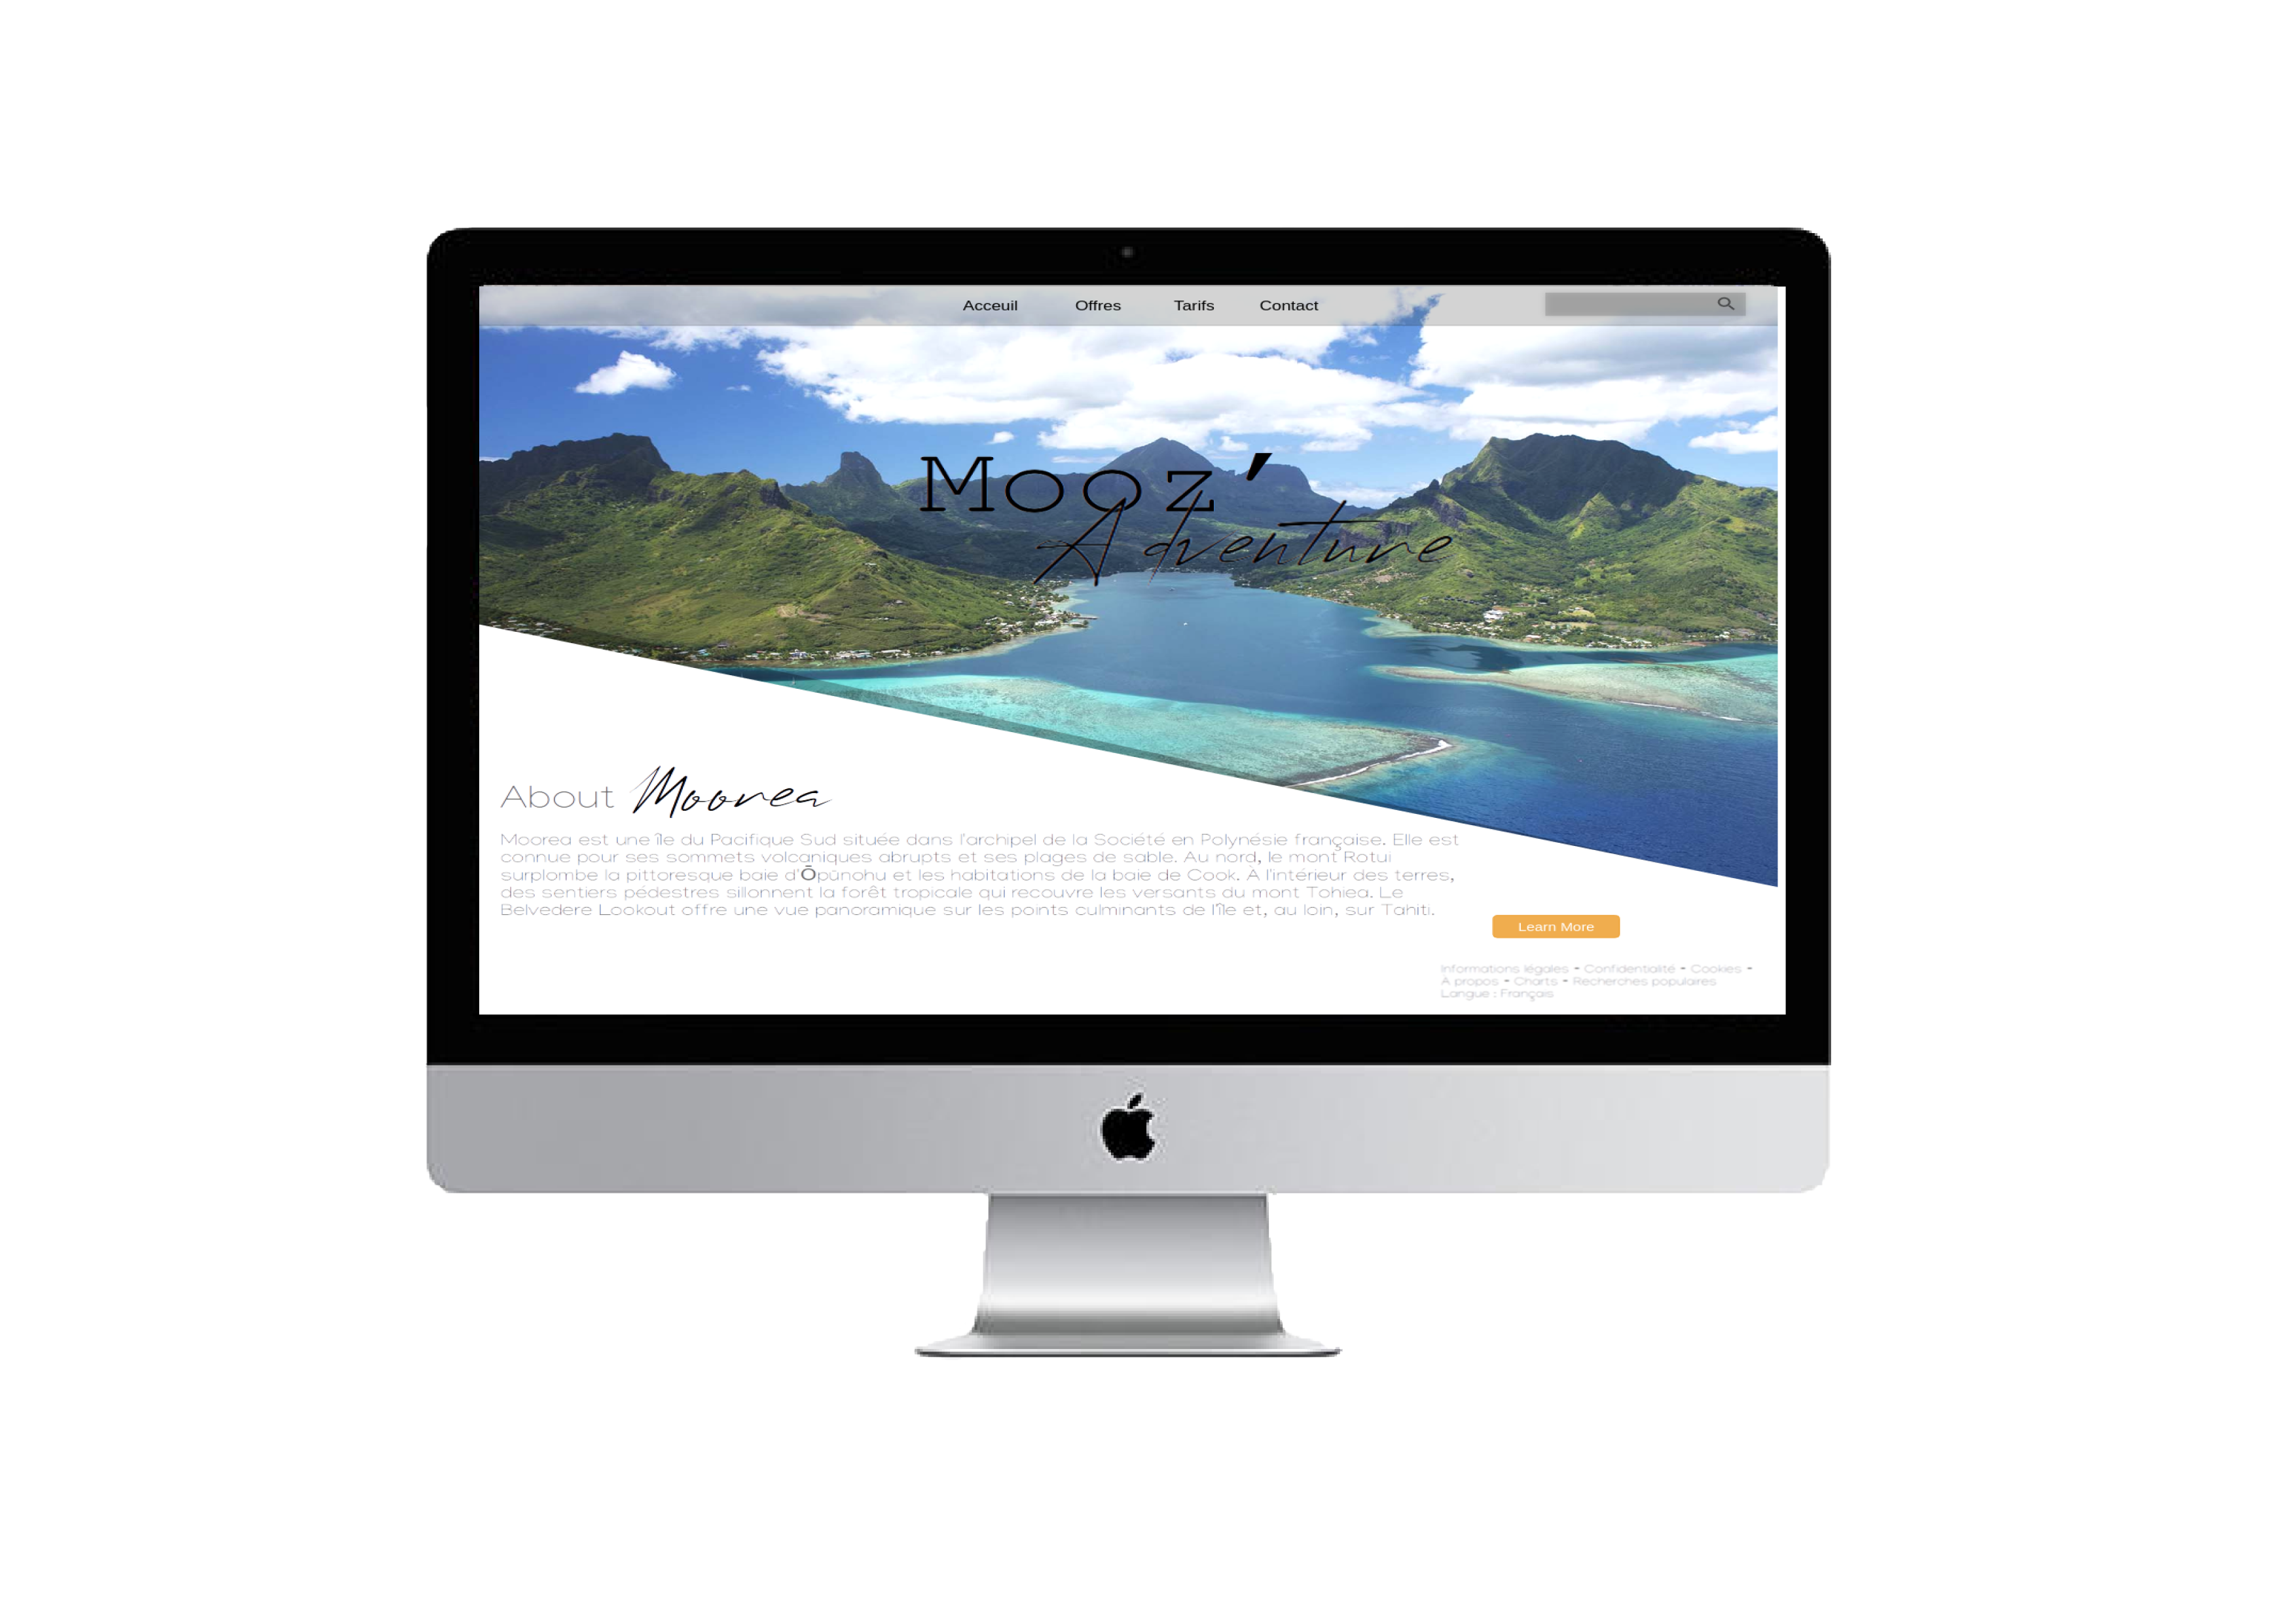 Acceuil Offres Tarifs Contact
Mooz'
Adventure
About Moorea
Moorea est une île du Pacifique Sud située dans l'archipel de la Société en Polynésie française. Elle est
connue pour ses sommets volcaniques abrupts et ses plages de sable. Au nord, le mont Rotui
surplombe la pittoresque baie d'Ōpūnohu et les habitations de la baie de Cook. À l'intérieur des terres,
des sentiers pédestres sillonnent la forêt tropicale qui recouvre les versants du mont Tohiea. Le
Belvedere Lookout offre une vue panoramique sur les points culminants de l'île et, au loin, sur Tahiti.
Learn More
Informations légales - Confidentialité - Cookies -
À propos - Charts - Recherches populaires
Langue : Français